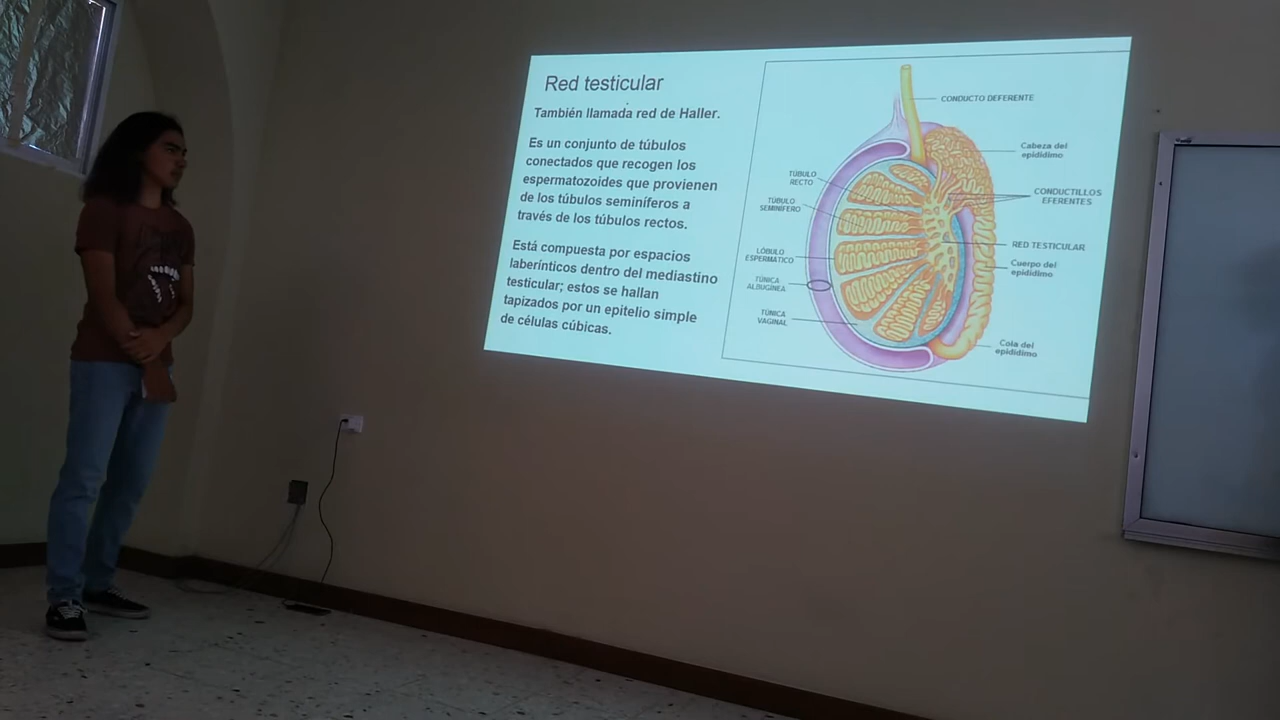 Red testicular
También llamada red de Haller.
Es un conjunto de túbulos
conectados que recogen los
espermatozoides que provienen
de los túbulos seminíferos a
través de los túbulos rectos.
Está compuesta por espacios
laberínticos dentro del mediastino
testicular; estos se hallan
tapizados por un epitelio simple
de células cúbicas.
CONDUCTO DEFERENTE
Cabeza del
epidídimo
TÚBULO
RECTO
CONDUCTILLOS
EFERENTES
TÚBULO
SEMINÍFERO
RED TESTICULAR
LÓBULO
ESPERMÁTICO
Cuerpo del
epidídimo
TÚNICA
ALBUGÍNEA
TÚNICA
VAGINAL
Cola del
epidídimo